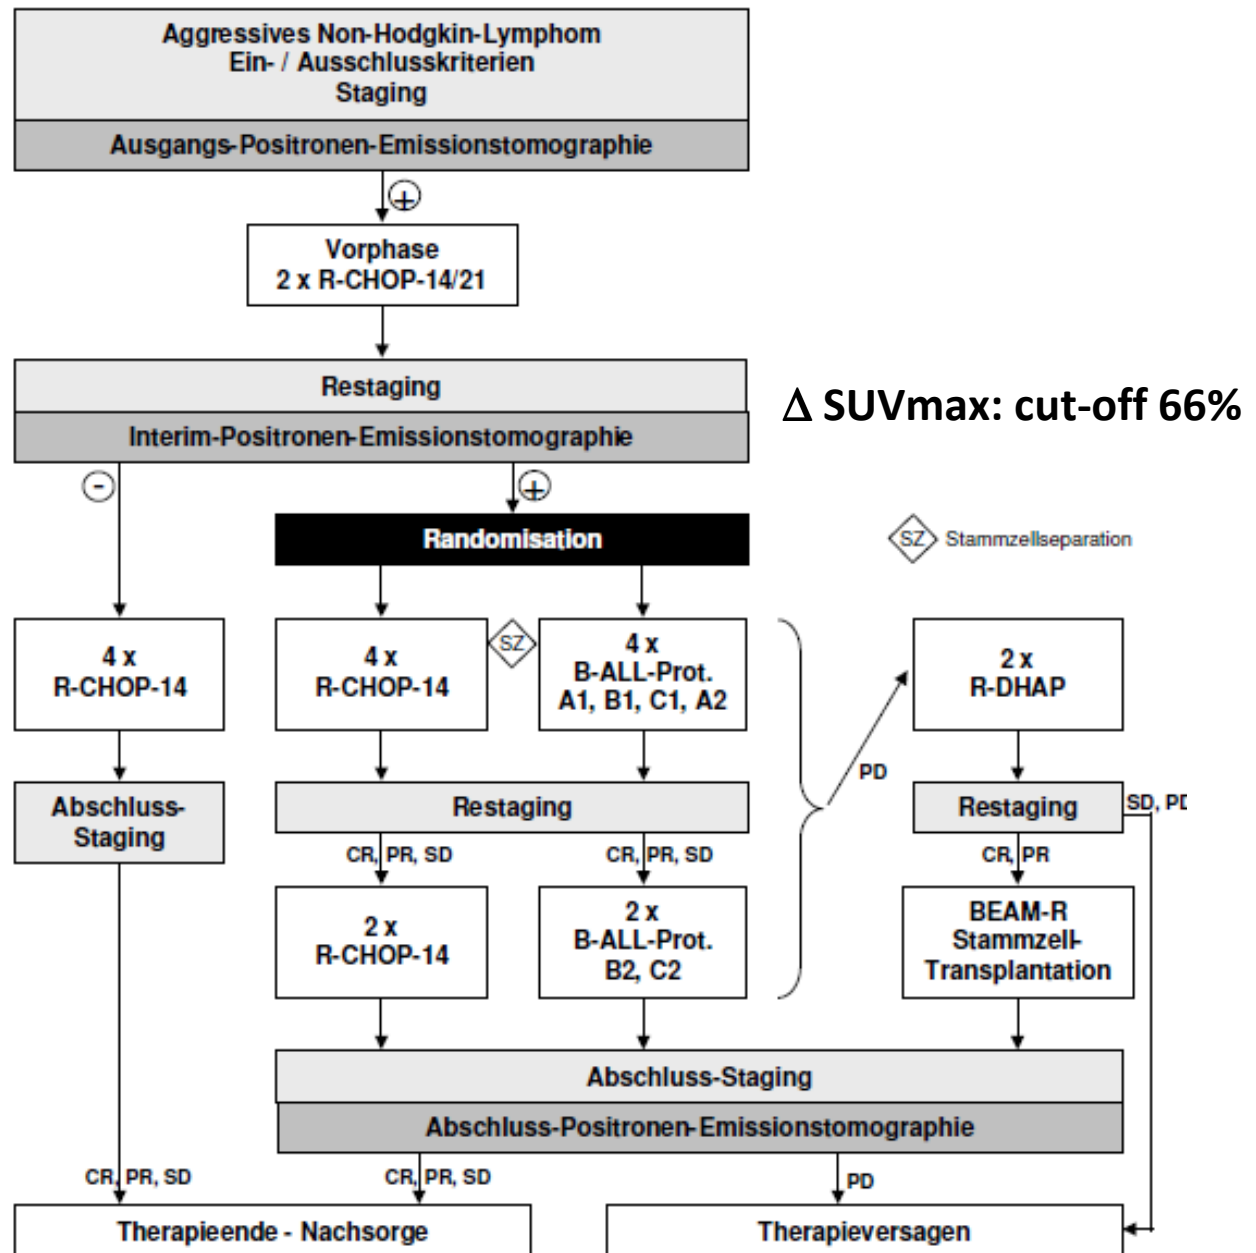 Aggressives Non-Hodgkin-Lymphom
Ein- / Ausschlusskriterien
Staging
Ausgangs-Positronen-Emissionstomographie
+
Vorphase
2 x R-CHOP-14/21
Restaging
Δ SUVmax: cut-off 66%
Interim-Positronen-Emissionstomographie
-
+
Randomisation
SZ
Stammzellseparation
4 x
R-CHOP-14
4 x
R-CHOP-14
SZ
4 x
B-ALL-Prot.
A1, B1, C1, A2
2 x
R-DHAP
PD
Abschluss-
Staging
Restaging
Restaging
SD, PD
CR, PR, SD
CR, PR, SD
CR, PR
2 x
R-CHOP-14
2 x
B-ALL-Prot.
B2, C2
BEAM-R
Stammzell-
Transplantation
Abschluss-Staging
Abschluss-Positronen-Emissionstomographie
CR, PR, SD
CR, PR, SD
PD
Therapieende - Nachsorge
Therapieversagen